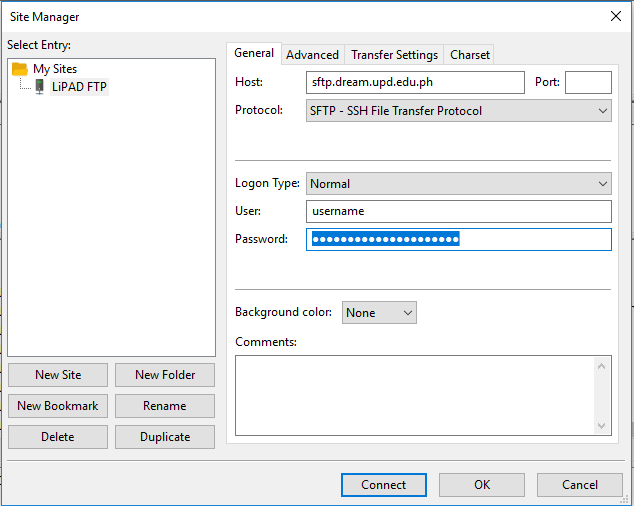 Site Manager
Select Entry:
My Sites
LiPAD FTP
New Site
New Folder
New Bookmark
Rename
Delete
Duplicate
General
Advanced
Transfer Settings
Charset
Host:
sftp.dream.upd.edu.ph
Port:
Protocol:
SFTP - SSH File Transfer Protocol
Logon Type:
Normal
User:
username
Password:
●●●●●●●●●●●●●●●●●●●●●
Background color:
None
Comments:
Connect
OK
Cancel